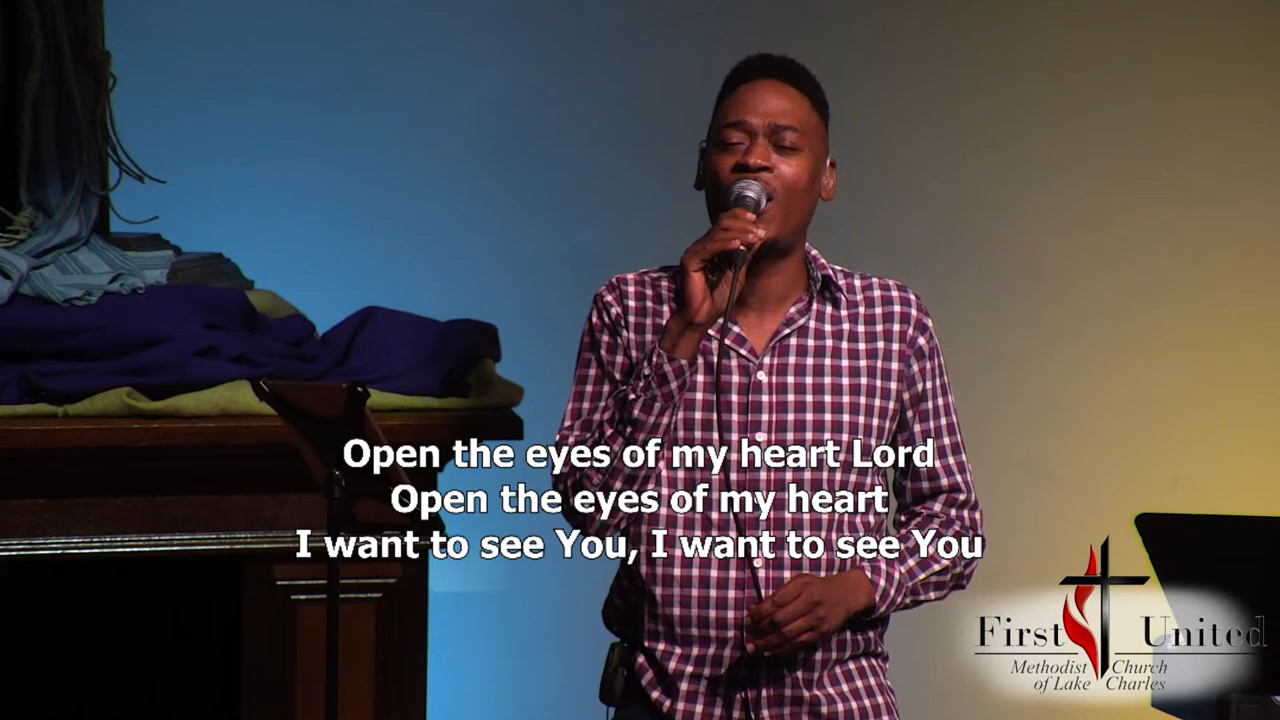 Open the eyes of my heart Lord
Open the eyes of my heart
I want to see You, I want to see You
First United
Methodist Church
of Lake Charles